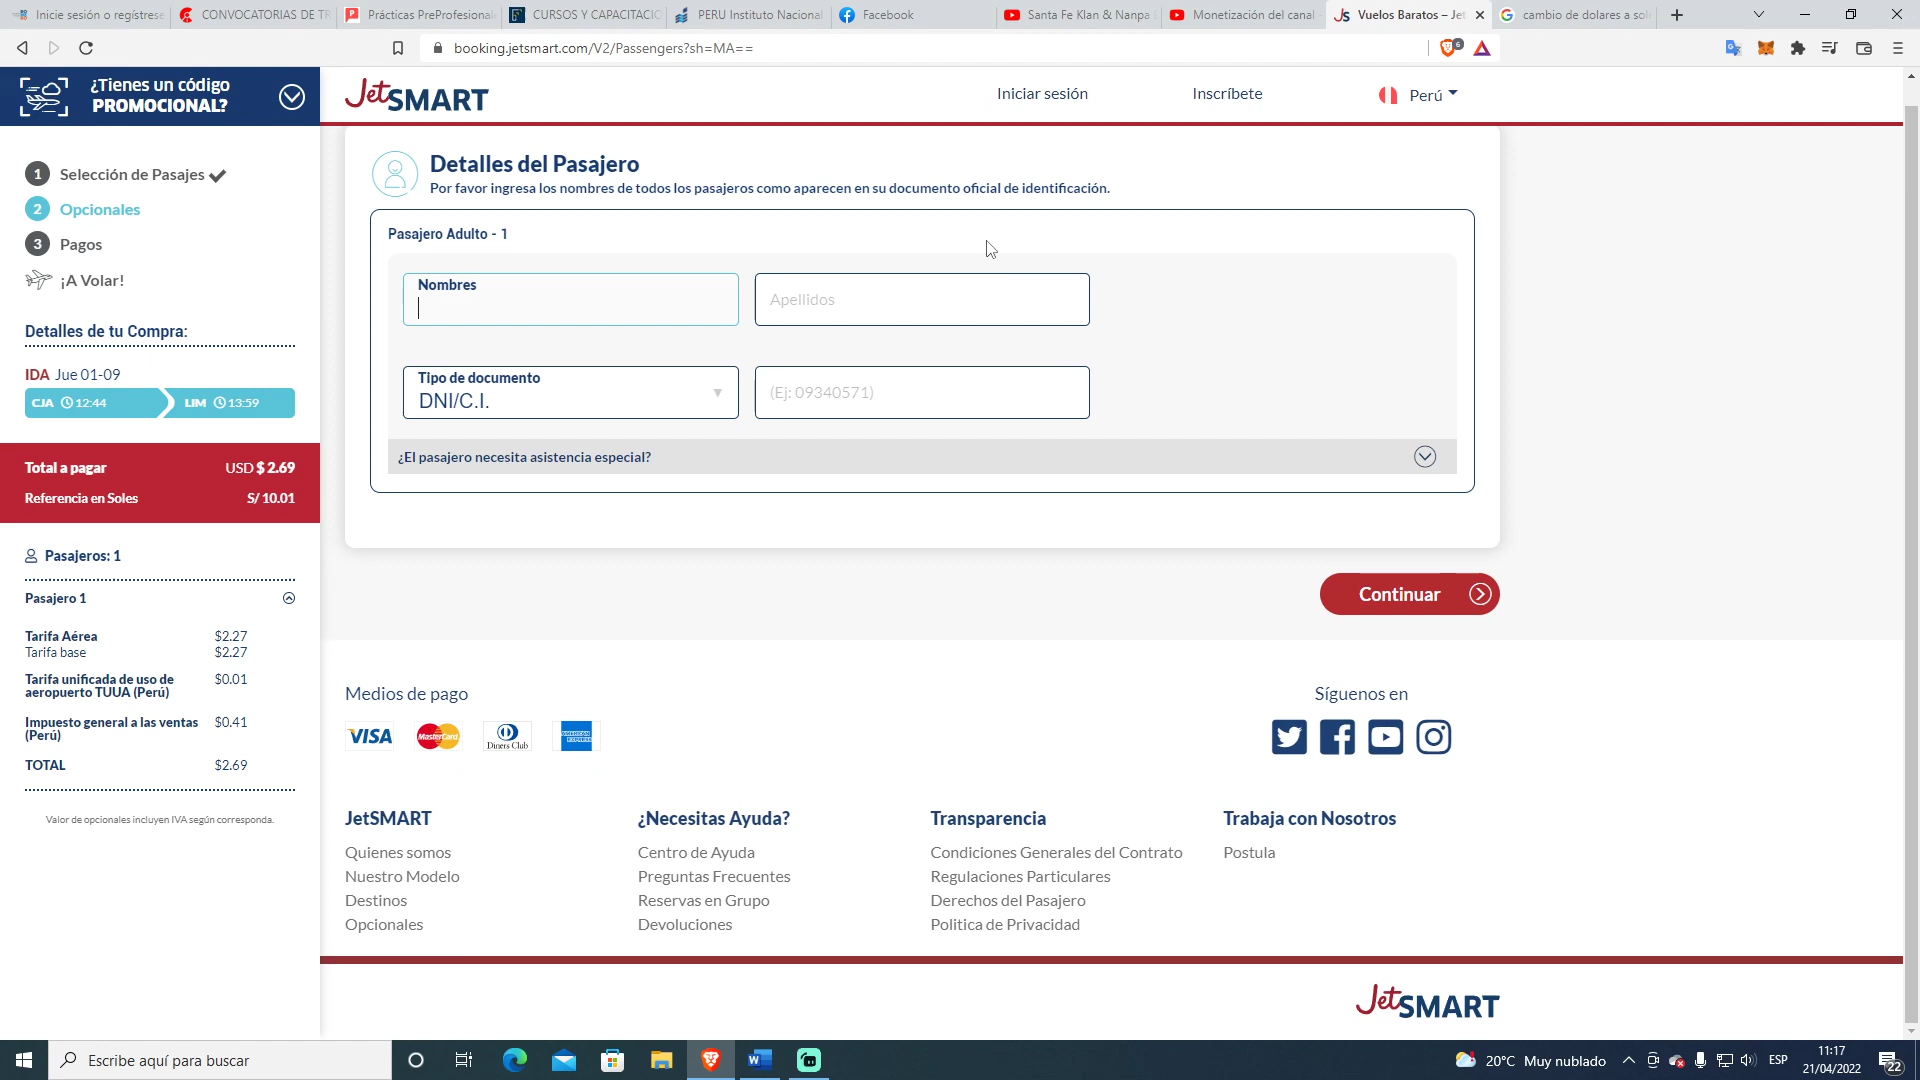 Inicie sesión o regístrese
CONVOCATORIAS DE TR
Prácticas PreProfesional
CURSOS Y CAPACITACIO
PERU Instituto Nacional
Facebook
Santa Fe Klan & Nanpa
Monetización del canal
Vuelos Baratos – Jet
cambio de dolares a sol
booking.jetsmart.com/V2/Passengers?sh=MA==
6
¿Tienes un código
PROMOCIONAL?
JetSMART
Iniciar sesión
Inscríbete
Perú
1 Selección de Pasajes
2 Opcionales
3 Pagos
¡A Volar!
Detalles de tu Compra:
IDA Jue 01-09
CJA 12:44 LIM 13:59
Total a pagar USD $ 2.69
Referencia en Soles S/ 10.01
Pasajeros: 1
Pasajero 1
Tarifa Aérea $2.27
Tarifa base $2.27
Tarifa unificada de uso de $0.01
aeropuerto TUUA (Perú)
Impuesto general a las ventas $0.41
(Perú)
TOTAL $2.69
Valor de opcionales incluyen IVA según corresponda.
Detalles del Pasajero
Por favor ingresa los nombres de todos los pasajeros como aparecen en su documento oficial de identificación.
Pasajero Adulto - 1
Nombres
Apellidos
Tipo de documento
DNI/C.I.
(Ej: 09340571)
¿El pasajero necesita asistencia especial?
Continuar
Medios de pago
Síguenos en
VISA
MasterCard
Diners Club
AMERICAN EXPRESS
JetSMART
Quienes somos
Nuestro Modelo
Destinos
Opcionales
¿Necesitas Ayuda?
Centro de Ayuda
Preguntas Frecuentes
Reservas en Grupo
Devoluciones
Transparencia
Condiciones Generales del Contrato
Regulaciones Particulares
Derechos del Pasajero
Politica de Privacidad
Trabaja con Nosotros
Postula
JetSMART
Escribe aquí para buscar
20°C Muy nublado
ESP
11:17
21/04/2022
22